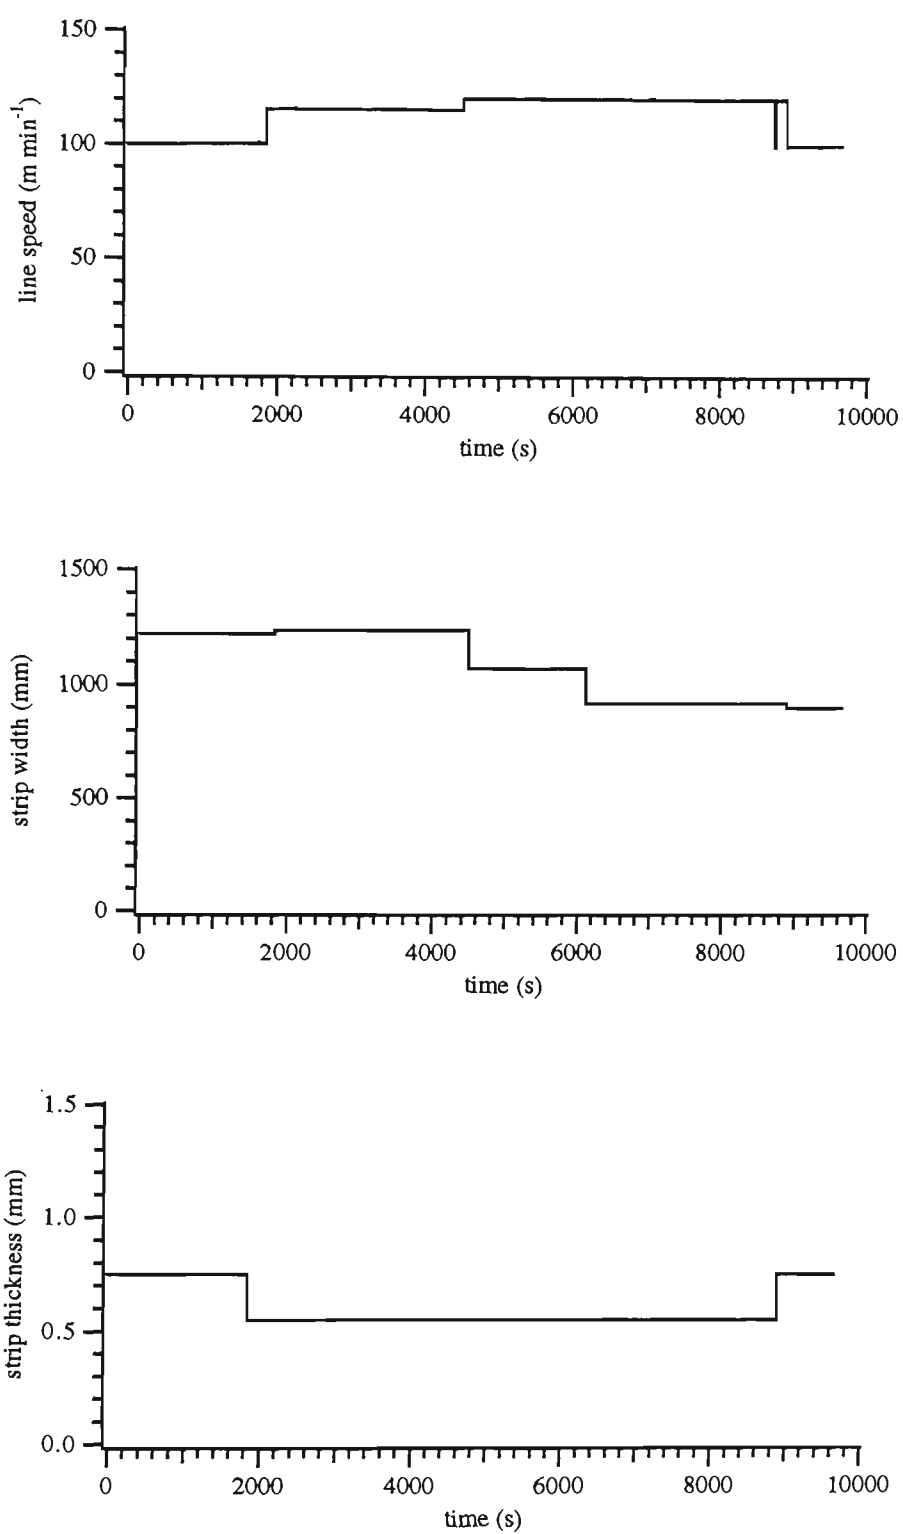 150
100
50
0
line speed (m min⁻¹)
0 2000 4000 6000 8000 10000
time (s)
1500
1000
500
0
strip width (mm)
0 2000 4000 6000 8000 10000
time (s)
1.5
1.0
0.5
0.0
strip thickness (mm)
0 2000 4000 6000 8000 10000
time (s)